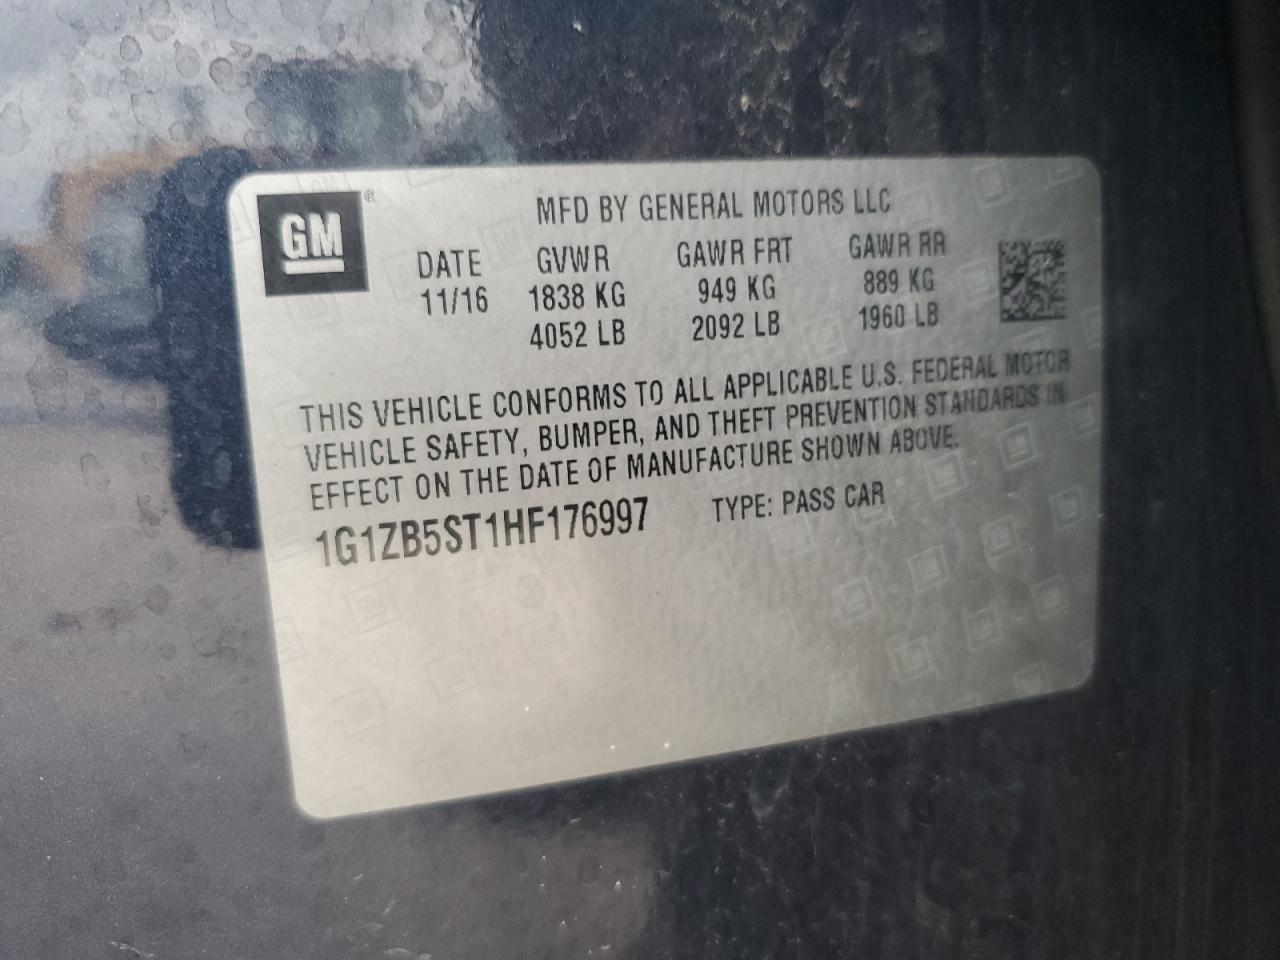 GM®
MFD BY GENERAL MOTORS LLC
DATE GVWR GAWR FRT GAWR RR
11/16 1838 KG 949 KG 889 KG
4052 LB 2092 LB 1960 LB
THIS VEHICLE CONFORMS TO ALL APPLICABLE U.S. FEDERAL MOTOR
VEHICLE SAFETY, BUMPER, AND THEFT PREVENTION STANDARDS IN
EFFECT ON THE DATE OF MANUFACTURE SHOWN ABOVE.
1G1ZB5ST1HF176997 TYPE: PASS CAR